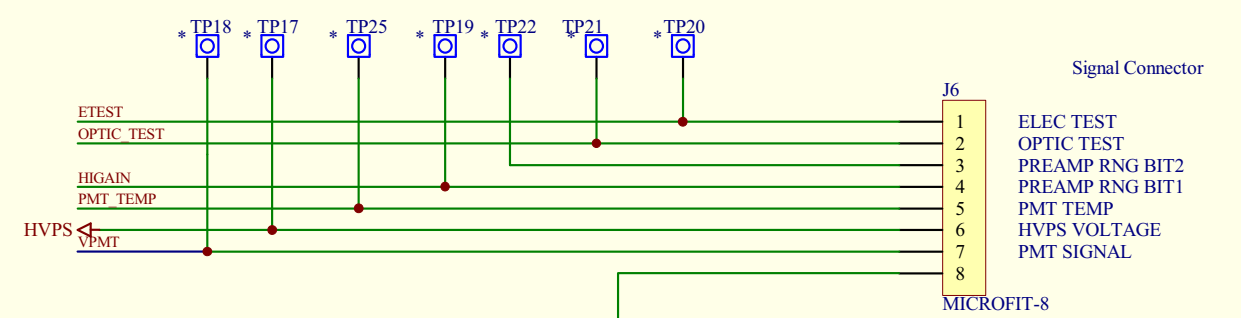 * TP18
* TP17
* TP25
* TP19
* TP22
* TP21
* TP20
Signal Connector
J6
ETEST
1
ELEC TEST
OPTIC_TEST
2
OPTIC TEST
3
PREAMP RNG BIT2
HIGAIN
4
PREAMP RNG BIT1
PMT_TEMP
5
PMT TEMP
HVPS
6
HVPS VOLTAGE
VPMT
7
PMT SIGNAL
8
MICROFIT-8